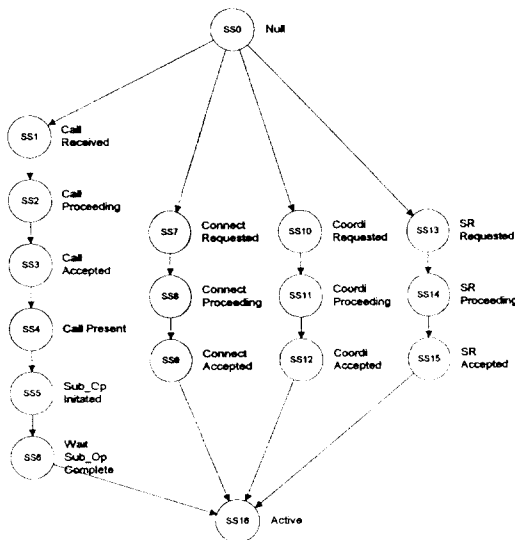 SS0
Null
SS1
Call
Received
SS2
Call
Proceeding
SS3
Call
Accepted
SS4
Call Present
SS5
Sub_Op
Initated
SS6
Wait
Sub_Op
Complete
SS7
Connect
Requested
SS8
Connect
Proceeding
SS9
Connect
Accepted
SS10
Coordi
Requested
SS11
Coordi
Proceeding
SS12
Coordi
Accepted
SS13
SR
Requested
SS14
SR
Proceeding
SS15
SR
Accepted
SS16
Active